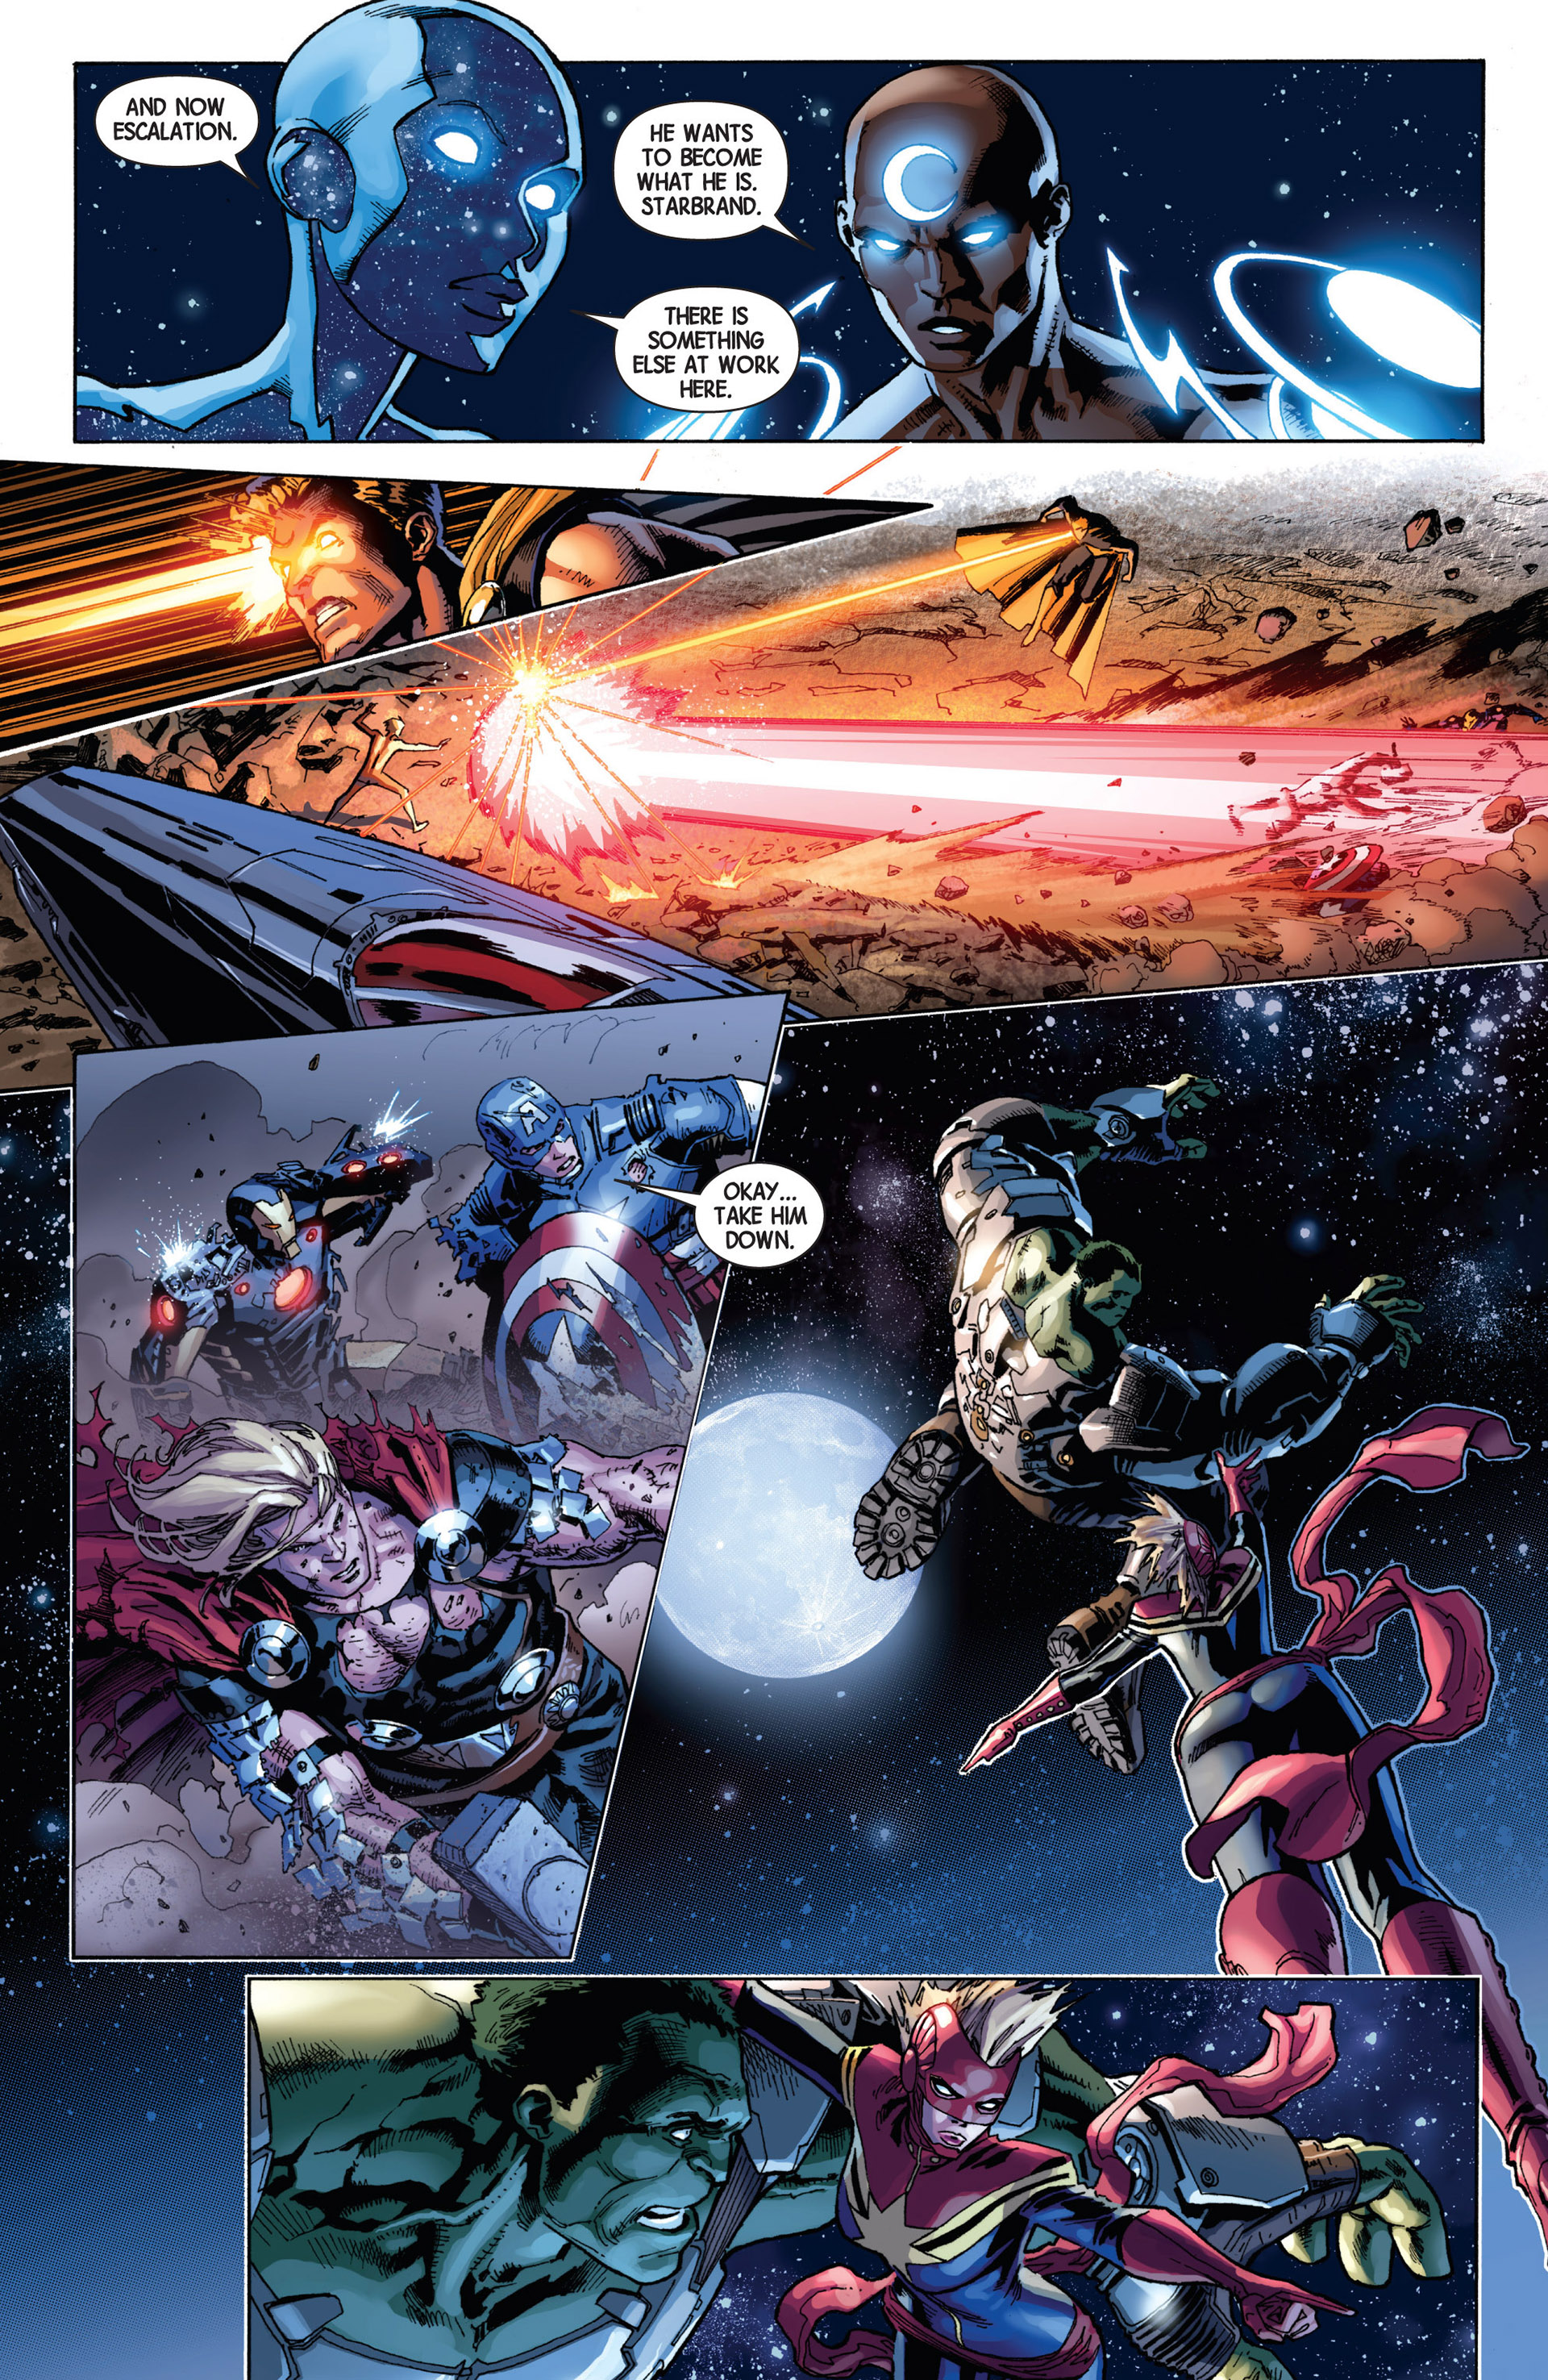 AND NOW
ESCALATION.
HE WANTS
TO BECOME
WHAT HE IS.
STARBRAND.
THERE IS
SOMETHING
ELSE AT WORK
HERE.
OKAY...
TAKE HIM
DOWN.
A